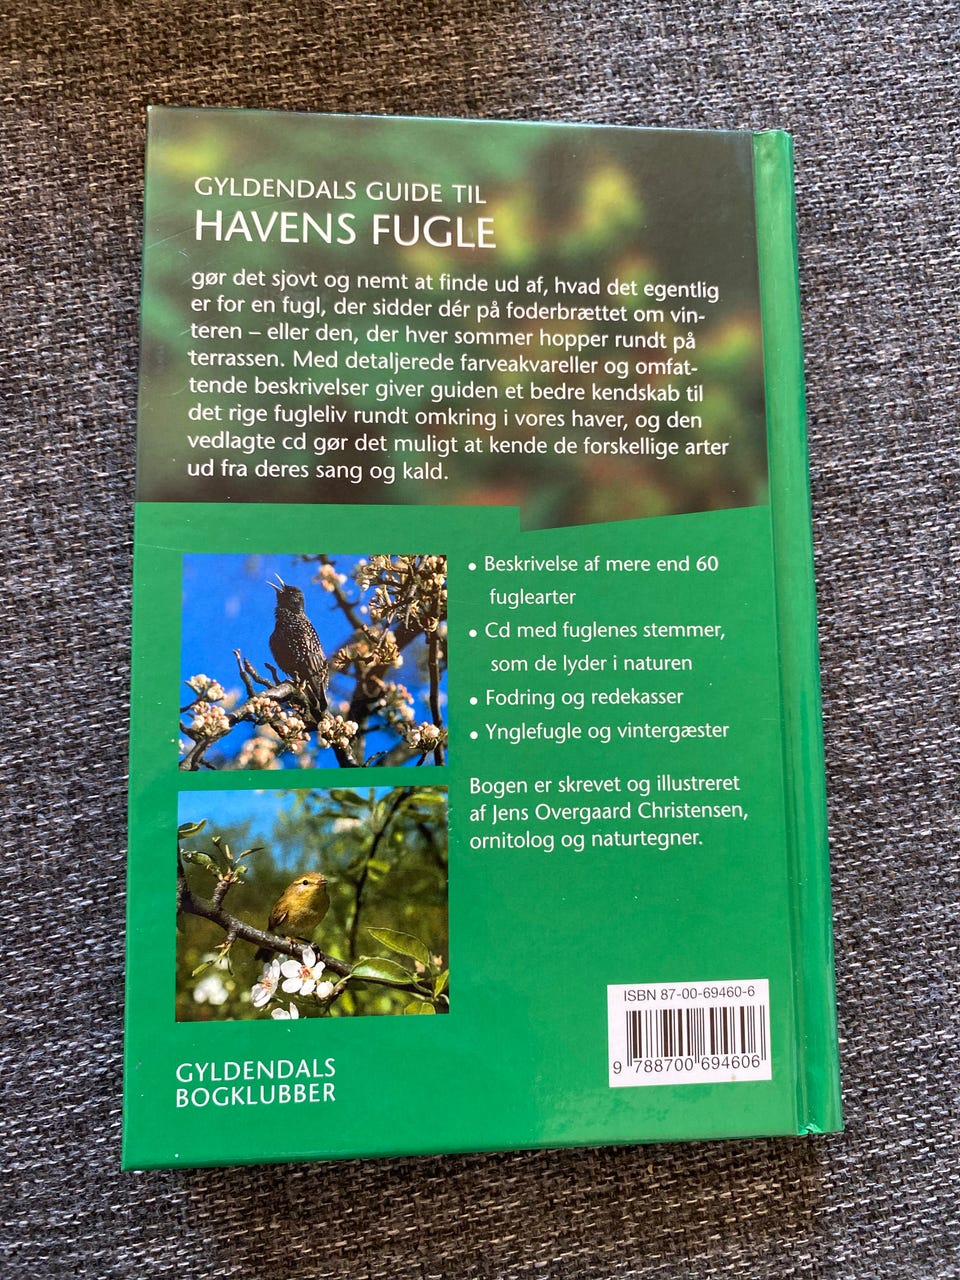 GYLDENDALS GUIDE TIL
HAVENS FUGLE
gør det sjovt og nemt at finde ud af, hvad det egentlig
er for en fugl, der sidder dér på foderbrættet om vin-
teren – eller den, der hver sommer hopper rundt på
terrassen. Med detaljerede farveakvareller og omfat-
tende beskrivelser giver guiden et bedre kendskab til
det rige fugleliv rundt omkring i vores haver, og den
vedlagte cd gør det muligt at kende de forskellige arter
ud fra deres sang og kald.
• Beskrivelse af mere end 60
fuglearter
• Cd med fuglenes stemmer,
som de lyder i naturen
• Fodring og redekasser
• Ynglefugle og vintergæster
Bogen er skrevet og illustreret
af Jens Overgaard Christensen,
ornitolog og naturtegner.
ISBN 87-00-69460-6
9 788700 694606
GYLDENDALS
BOGKLUBBER